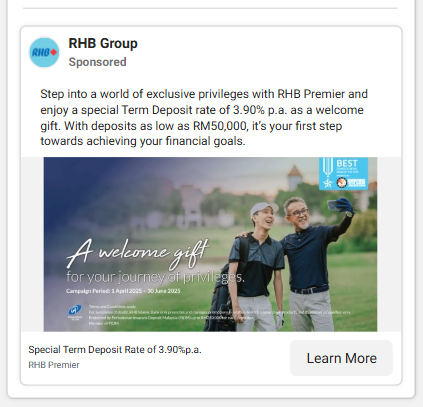 RHB
RHB Group
Sponsored
Step into a world of exclusive privileges with RHB Premier and
enjoy a special Term Deposit rate of 3.90% p.a. as a welcome
gift. With deposits as low as RM50,000, it's your first step
towards achieving your financial goals.
BEST
A welcome gift
for your journey of privileges.
Campaign Period: 1 April 2025 – 30 June 2025
Terms and Conditions apply.
Special Term Deposit Rate of 3.90%p.a.
RHB Premier
Learn More